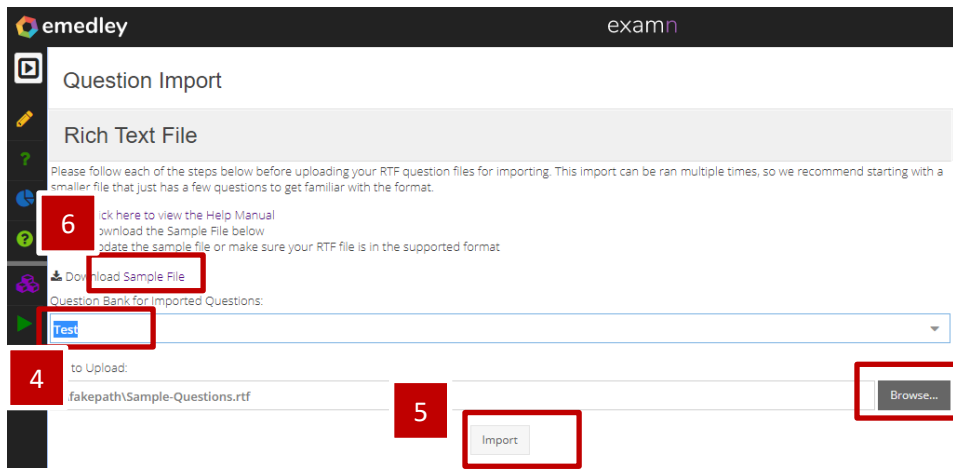 emedley
examn
Question Import
Rich Text File
Please follow each of the steps below before uploading your RTF question files for importing. This import can be ran multiple times, so we recommend starting with a
smaller file that just has a few questions to get familiar with the format.
6
ick here to view the Help Manual
ownload the Sample File below
pdate the sample file or make sure your RTF file is in the supported format
Download Sample File
Question Bank for Imported Questions:
Test
4
to Upload:
fakepath\Sample-Questions.rtf
Browse...
5
Import